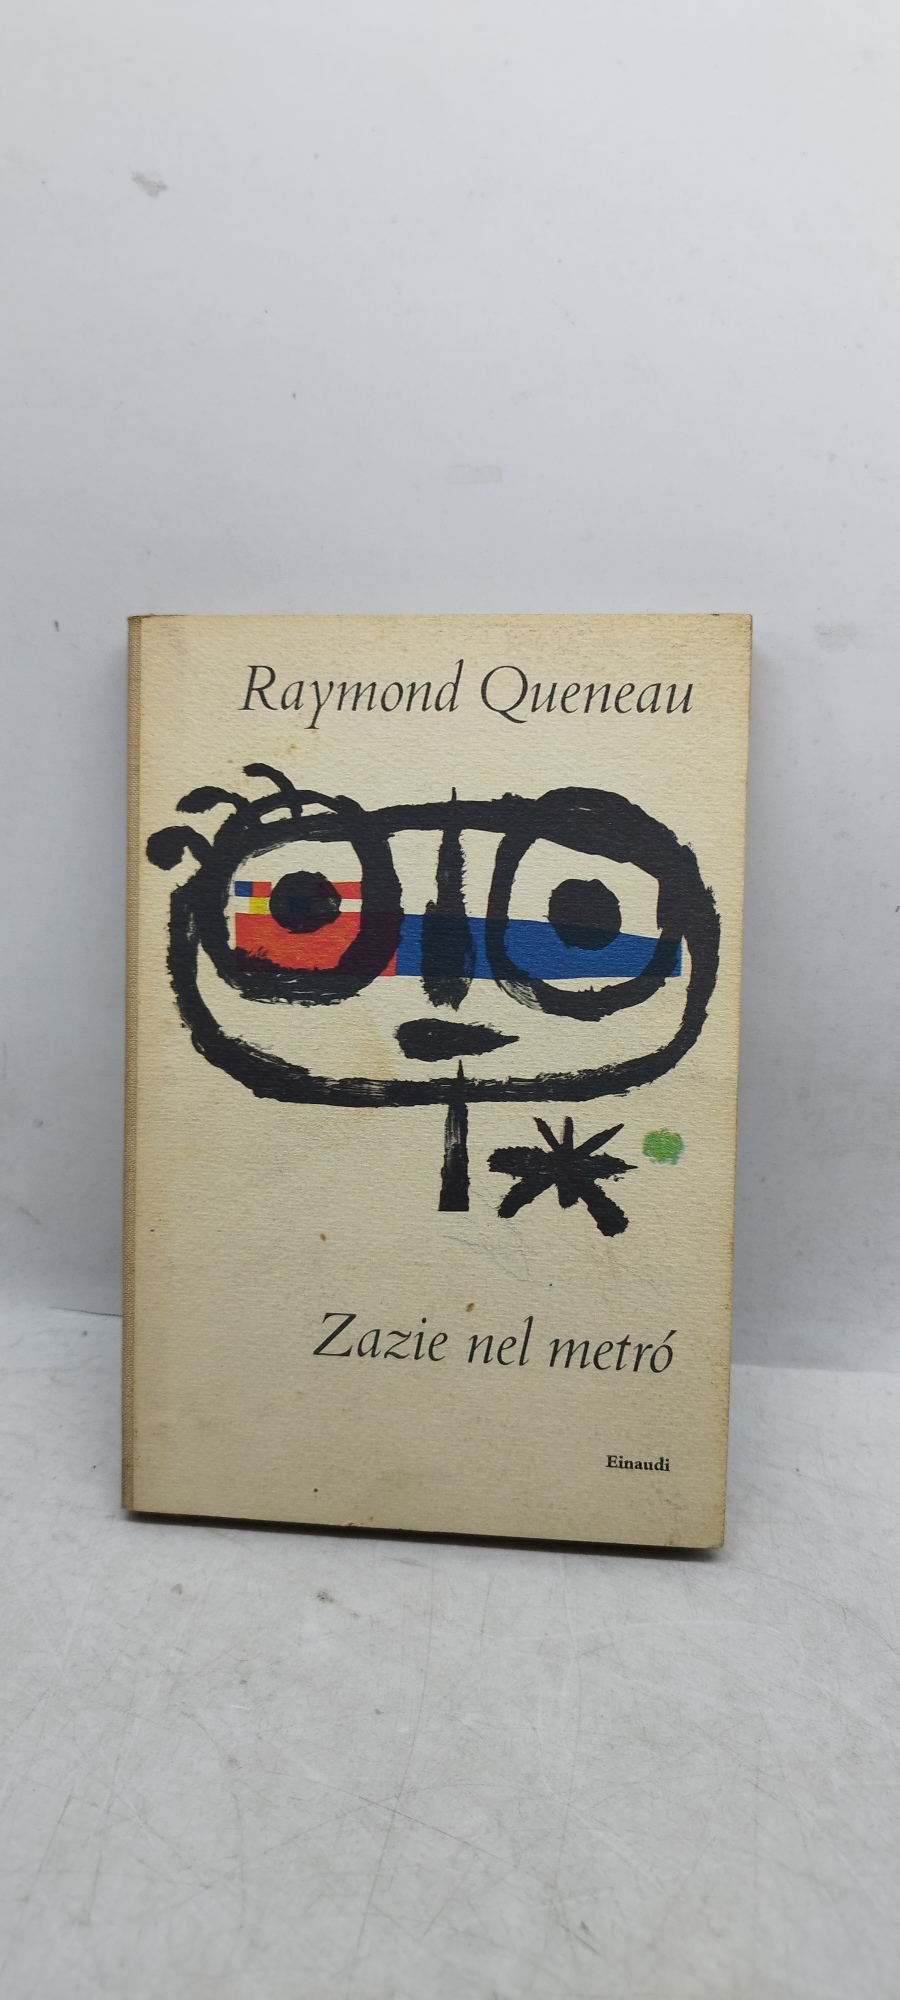 Raymond Queneau
Zazie nel metró
Einaudi